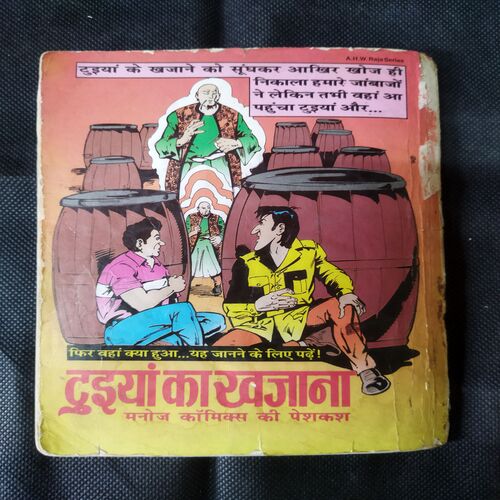 A.H.W. Raja Series
टुइयां के खजाने को सूंघकर आखिर खोज ही
निकाला हमारे जांबाजों
ने लेकिन तभी वहां आ
पहुंचा टुइयां और...
फिर वहां क्या हुआ...यह जानने के लिए पढ़ें!
टुइयां का खजाना
मनोज कॉमिक्स की पेशकश